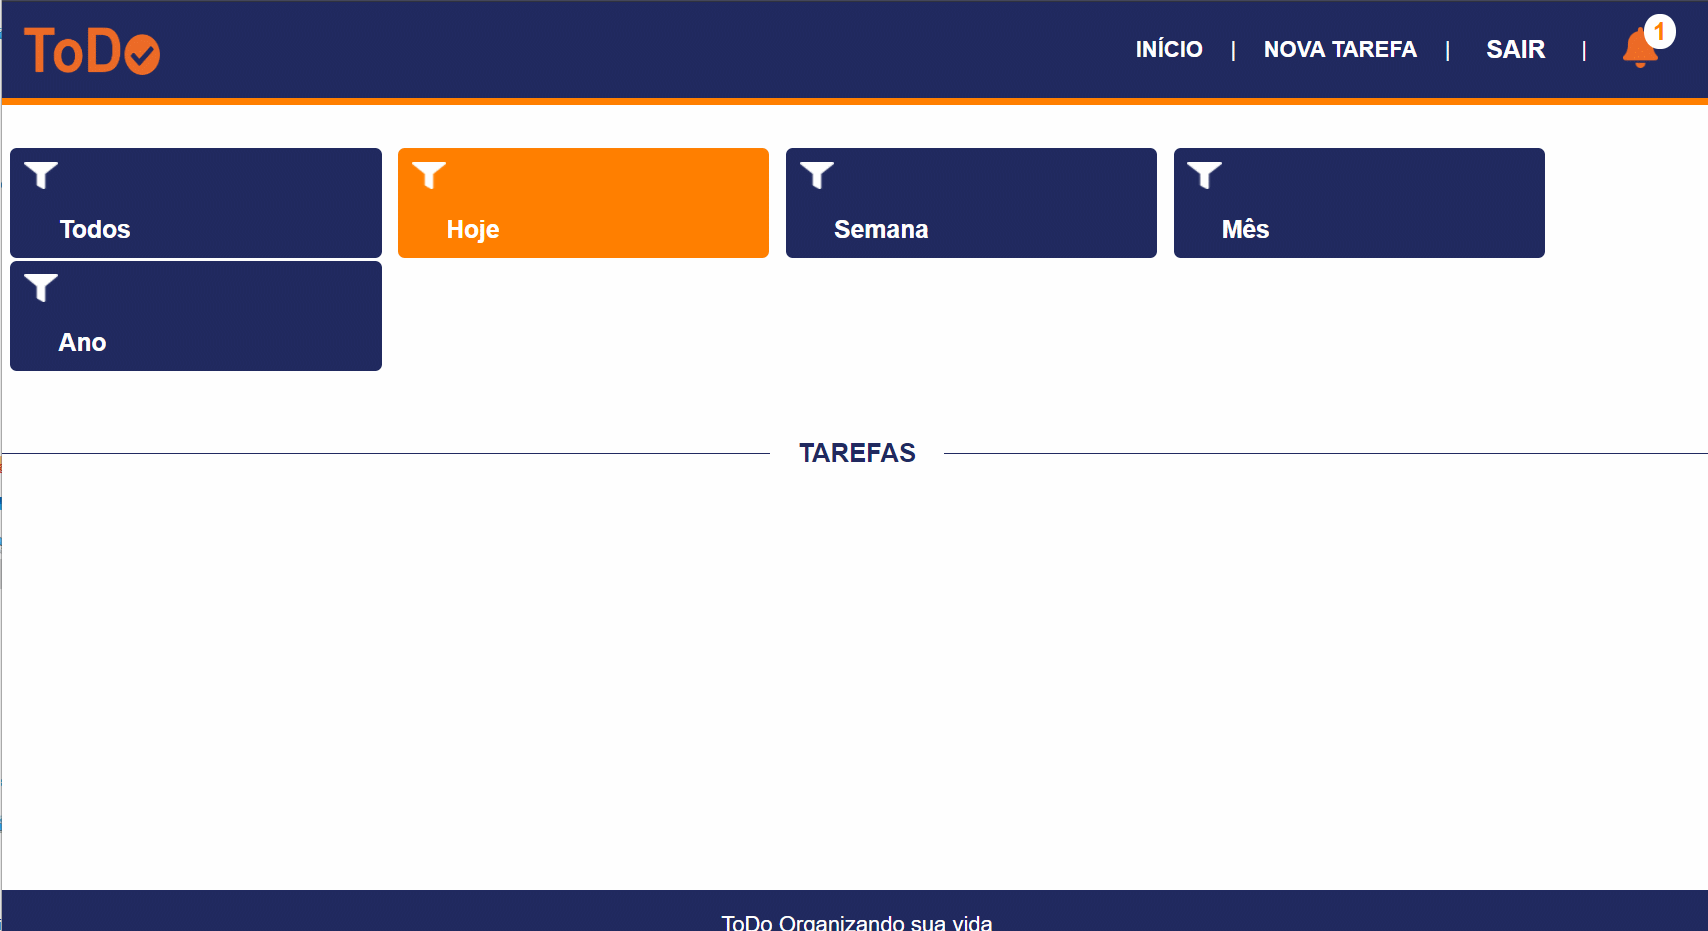 ToDo
INÍCIO | NOVA TAREFA | SAIR | 1
Todos
Hoje
Semana
Mês
Ano
TAREFAS
ToDo Organizando sua vida